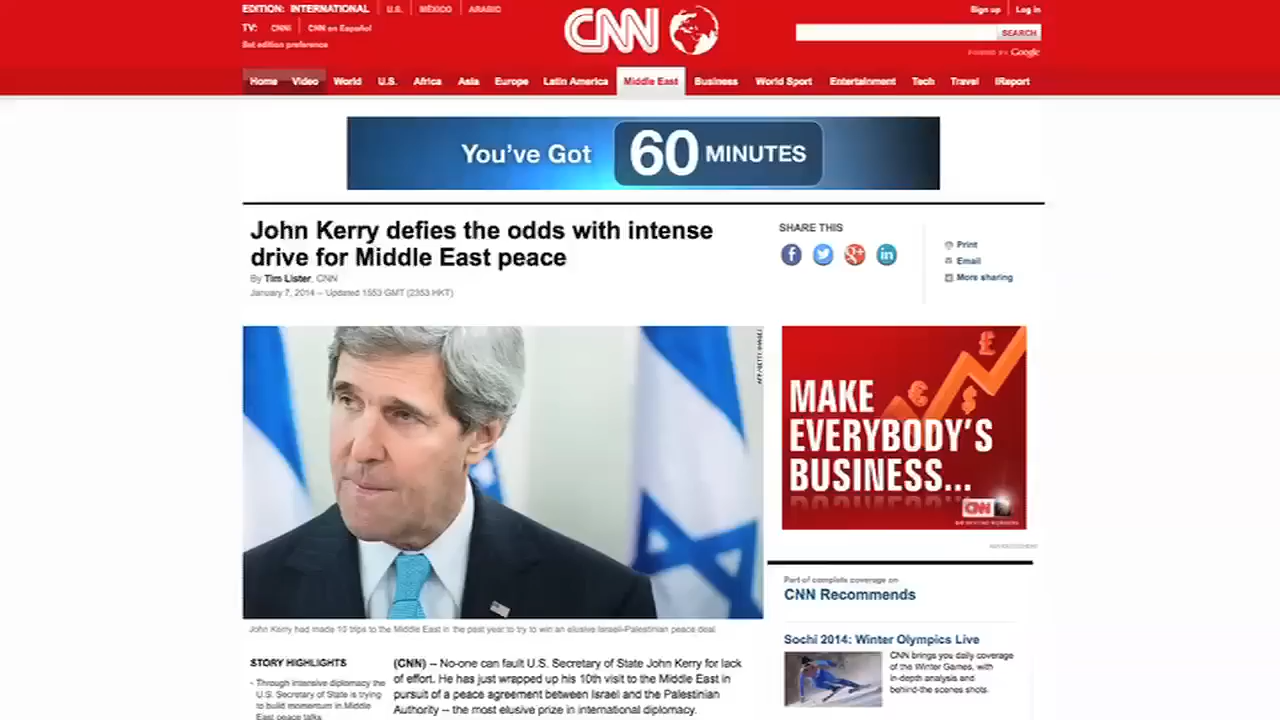 EDITION: INTERNATIONAL U.S. MÉXICO ARABIC
TV: CNNi CNN en Español
Set edition preference
CNN
Sign up Log in
SEARCH
POWERED BY Google
Home Video World U.S. Africa Asia Europe Latin America Middle East Business World Sport Entertainment Tech Travel iReport
You've Got 60 MINUTES
John Kerry defies the odds with intense
drive for Middle East peace
By Tim Lister, CNN
January 7, 2014 -- Updated 1553 GMT (2353 HKT)
SHARE THIS
Print
Email
More sharing
AFP/GETTY IMAGES
John Kerry had made 10 trips to the Middle East in the past year to try to win an elusive Israeli-Palestinian peace deal.
STORY HIGHLIGHTS
Through intensive diplomacy the
U.S. Secretary of State is trying
to build momentum in Middle
East peace talks
(CNN) -- No-one can fault U.S. Secretary of State John Kerry for lack
of effort. He has just wrapped up his 10th visit to the Middle East in
pursuit of a peace agreement between Israel and the Palestinian
Authority -- the most elusive prize in international diplomacy.
MAKE
EVERYBODY'S
BUSINESS...
CNN
ADVERTISEMENT
Part of complete coverage on
CNN Recommends
Sochi 2014: Winter Olympics Live
CNN brings you daily coverage
of the Winter Games, with
in-depth analysis and
behind-the-scenes shots.